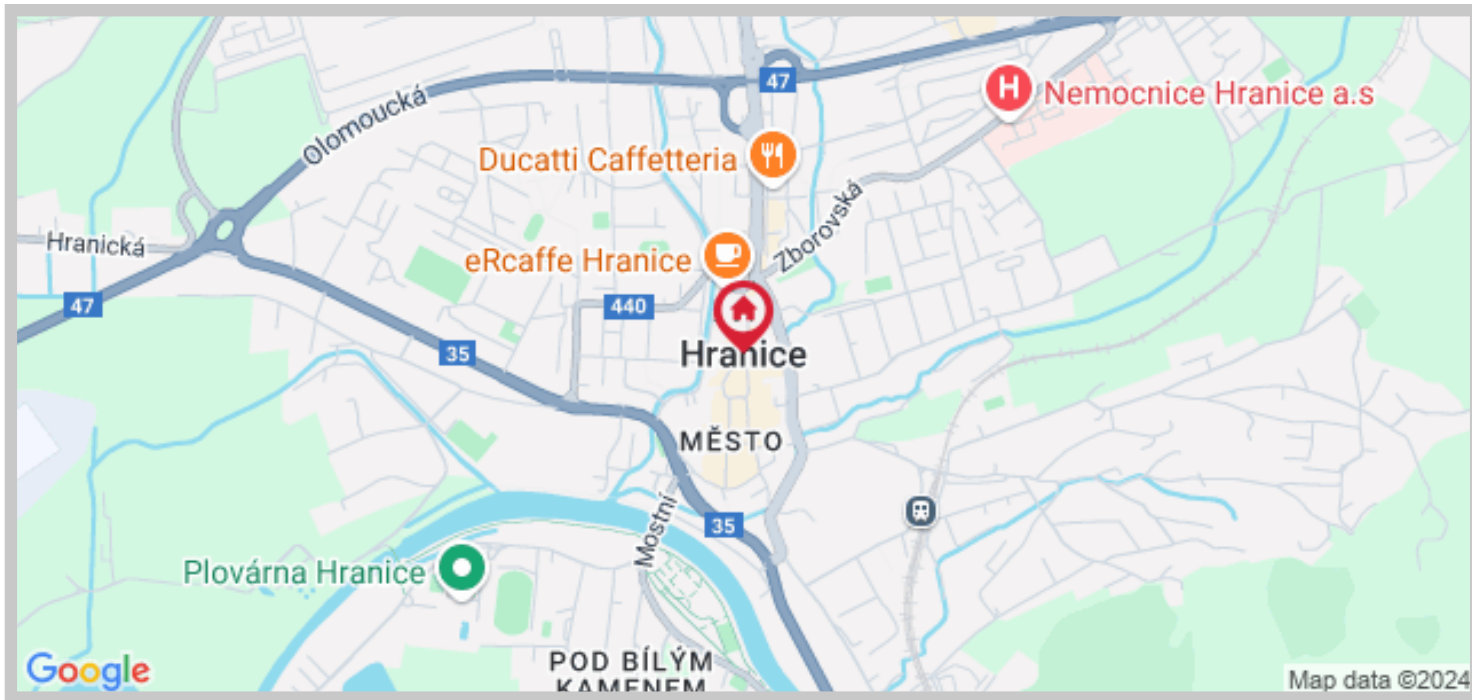 47
Olomoucká
H
Nemocnice Hranice a.s
Ducatti Caffetteria
Zborovská
Hranická
eRcaffe Hranice
47
440
35
Hranice
MĚSTO
35
Mostní
Plovárna Hranice
POD BÍLÝM
KAMENEM
Google
Map data ©2024